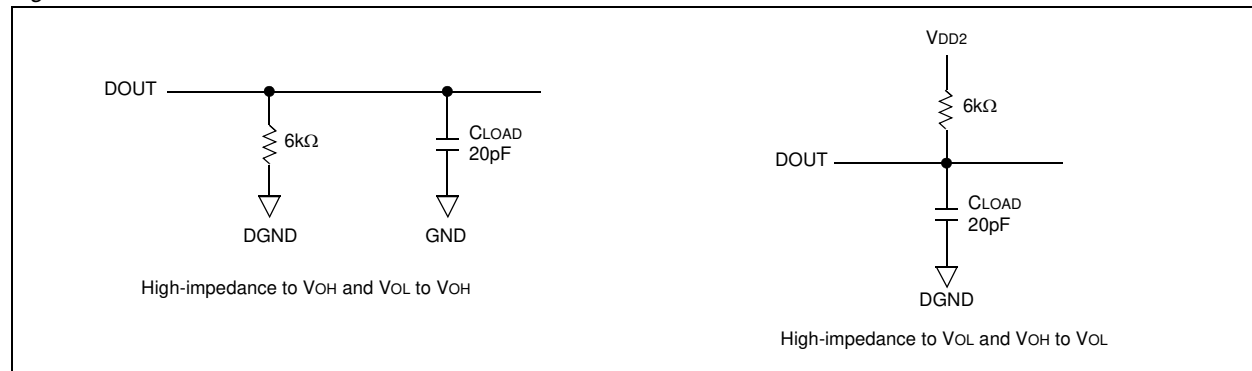 DOUT
6kΩ
CLOAD
20pF
DGND
GND
High-impedance to VOH and VOL to VOH
VDD2
6kΩ
DOUT
CLOAD
20pF
DGND
High-impedance to VOL and VOH to VOL